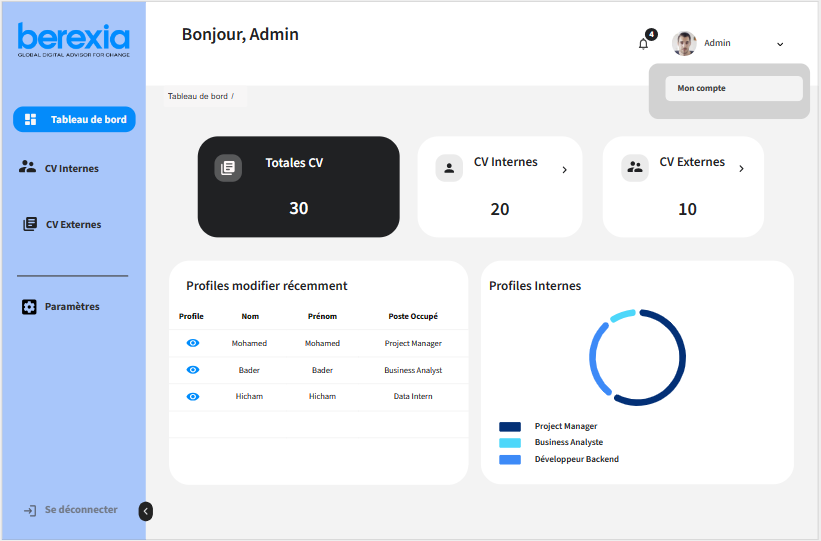 berexia
GLOBAL DIGITAL ADVISOR FOR CHANGE
Tableau de bord
CV Internes
CV Externes
Paramètres
Se déconnecter
Bonjour, Admin
4
Admin
Mon compte
Tableau de bord /
Totales CV
30
CV Internes
20
CV Externes
10
Profiles modifier récemment
Profile Nom Prénom Poste Occupé
Mohamed Mohamed Project Manager
Bader Bader Business Analyst
Hicham Hicham Data Intern
Profiles Internes
Project Manager
Business Analyste
Développeur Backend